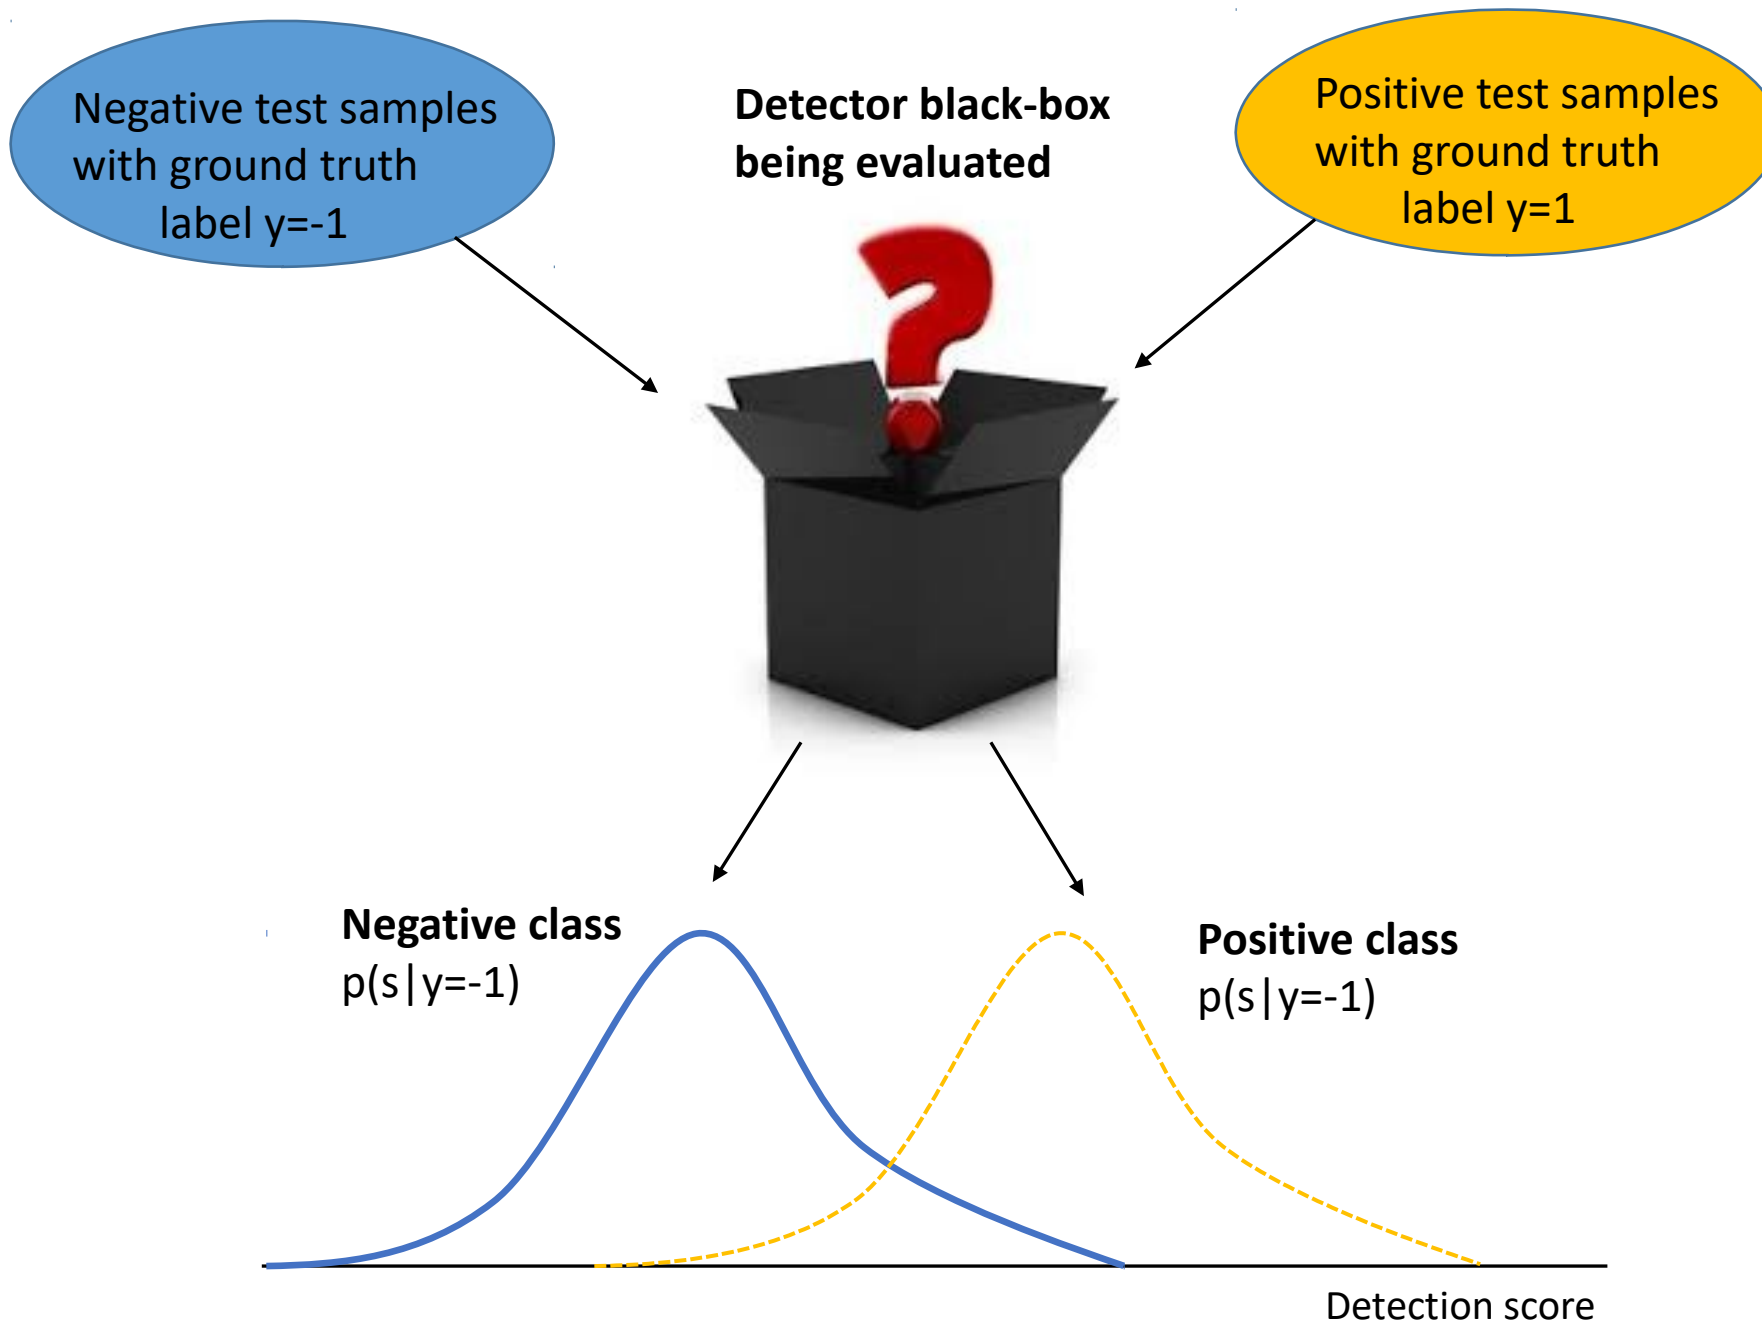 Negative test samples
with ground truth
label y=-1
Detector black-box
being evaluated
Positive test samples
with ground truth
label y=1
?
Negative class
p(s|y=-1)
Positive class
p(s|y=-1)
Detection score